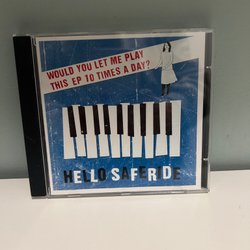 WOULD YOU LET ME PLAY
THIS EP 10 TIMES A DAY?
HELLO SAFERIDE